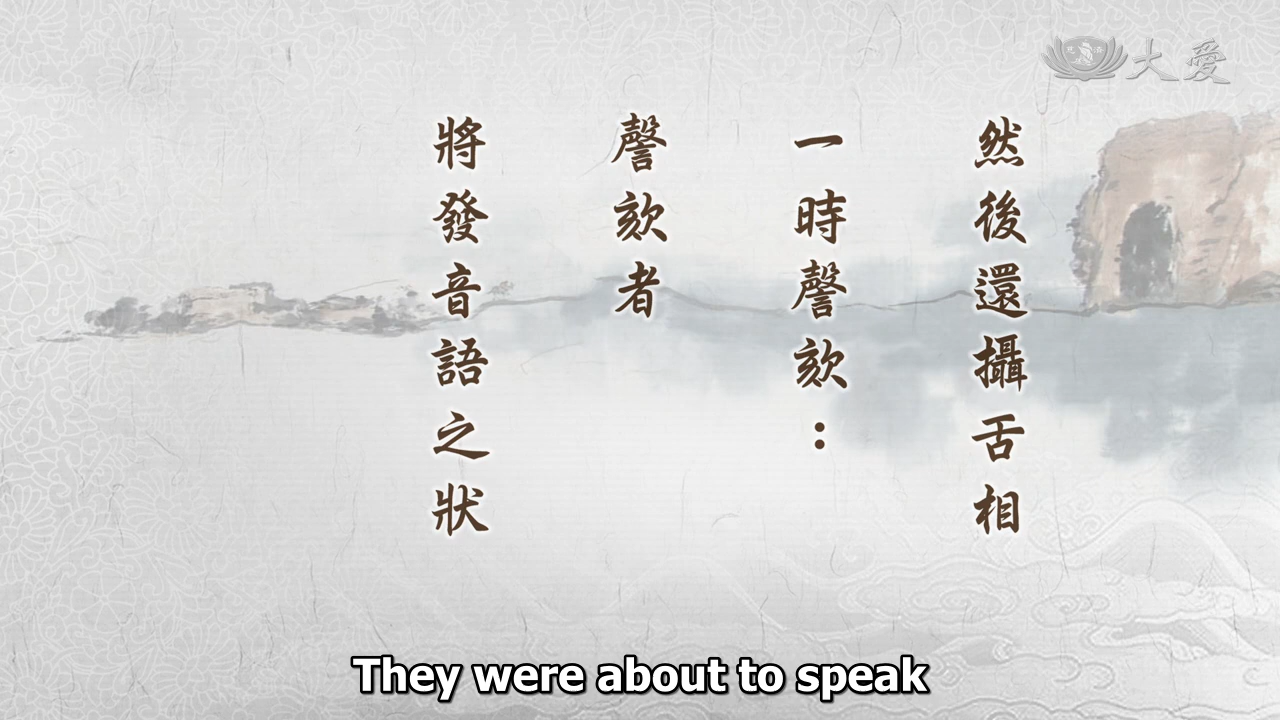 大愛
然後還攝舌相
一時謦欬：
謦欬者
將發音語之狀
They were about to speak